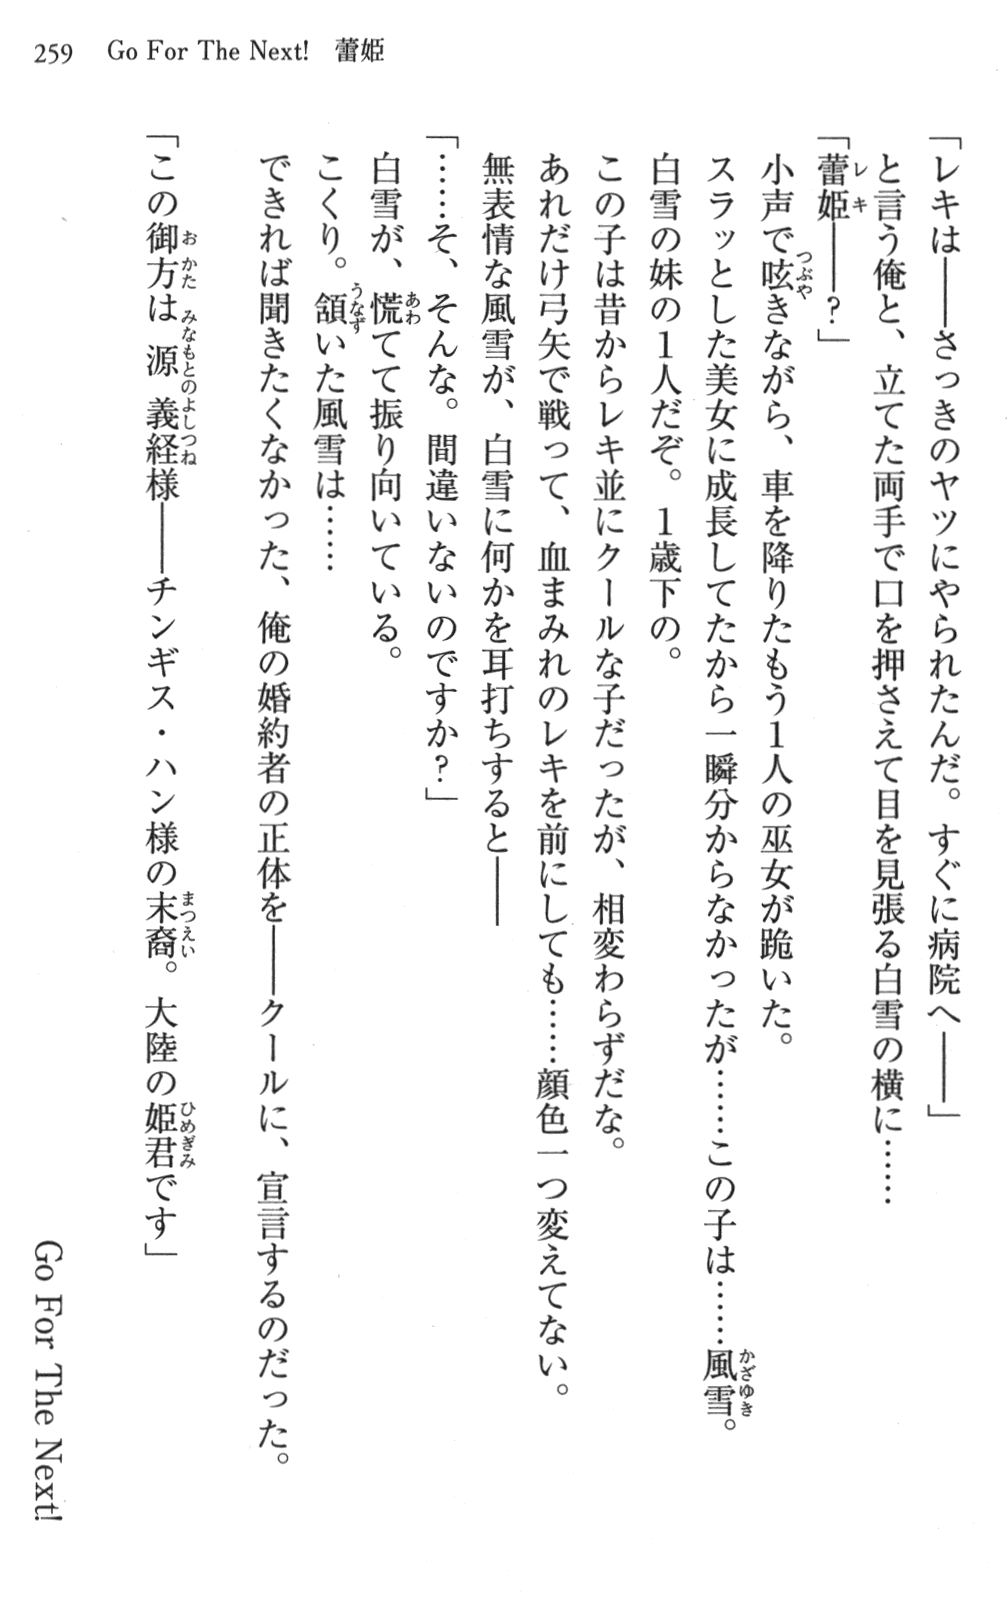 259 Go For The Next! 蕾姫
「レキは――さっきのヤツにやられたんだ。すぐに病院へ――」
と言う俺と、立てた両手で口を押さえて目を見張る白雪の横に……
「蕾姫――?」
小声で呟きながら、車を降りたもう1人の巫女が跪いた。
スラッとした美女に成長してたから一瞬分からなかったが……この子は……風雪。
白雪の妹の1人だぞ。1歳下の。
この子は昔からレキ並にクールな子だったが、相変わらずだな。
あれだけ弓矢で戦って、血まみれのレキを前にしても……顔色一つ変えてない。
無表情な風雪が、白雪に何かを耳打ちすると――
「……そ、そんな。間違いないのですか?」
白雪が、慌てて振り向いている。
こくり。頷いた風雪は……
できれば聞きたくなかった、俺の婚約者の正体を――クールに、宣言するのだった。
「この御方は源義経様――チンギス・ハン様の末裔。大陸の姫君です」
Go For The Next!